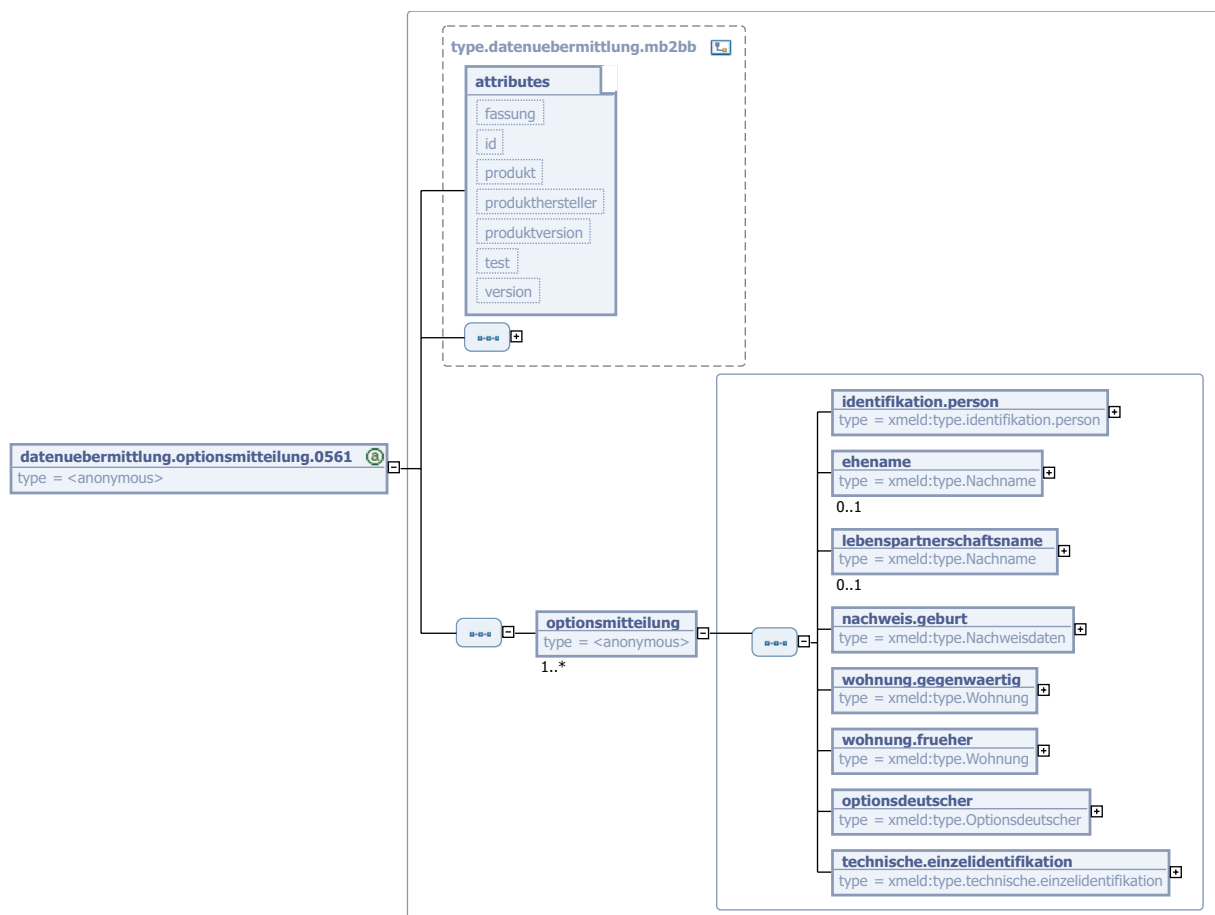 type.datenuebermittlung.mb2bb
attributes
fassung
id
produkt
produkthersteller
produktversion
test
version
datenuebermittlung.optionsmitteilung.0561 a
type = <anonymous>
optionsmitteilung
type = <anonymous>
1..*
identifikation.person
type = xmeld:type.identifikation.person
ehename
type = xmeld:type.Nachname
0..1
lebenspartnerschaftsname
type = xmeld:type.Nachname
0..1
nachweis.geburt
type = xmeld:type.Nachweisdaten
wohnung.gegenwaertig
type = xmeld:type.Wohnung
wohnung.frueher
type = xmeld:type.Wohnung
optionsdeutscher
type = xmeld:type.Optionsdeutscher
technische.einzelidentifikation
type = xmeld:type.technische.einzelidentifikation